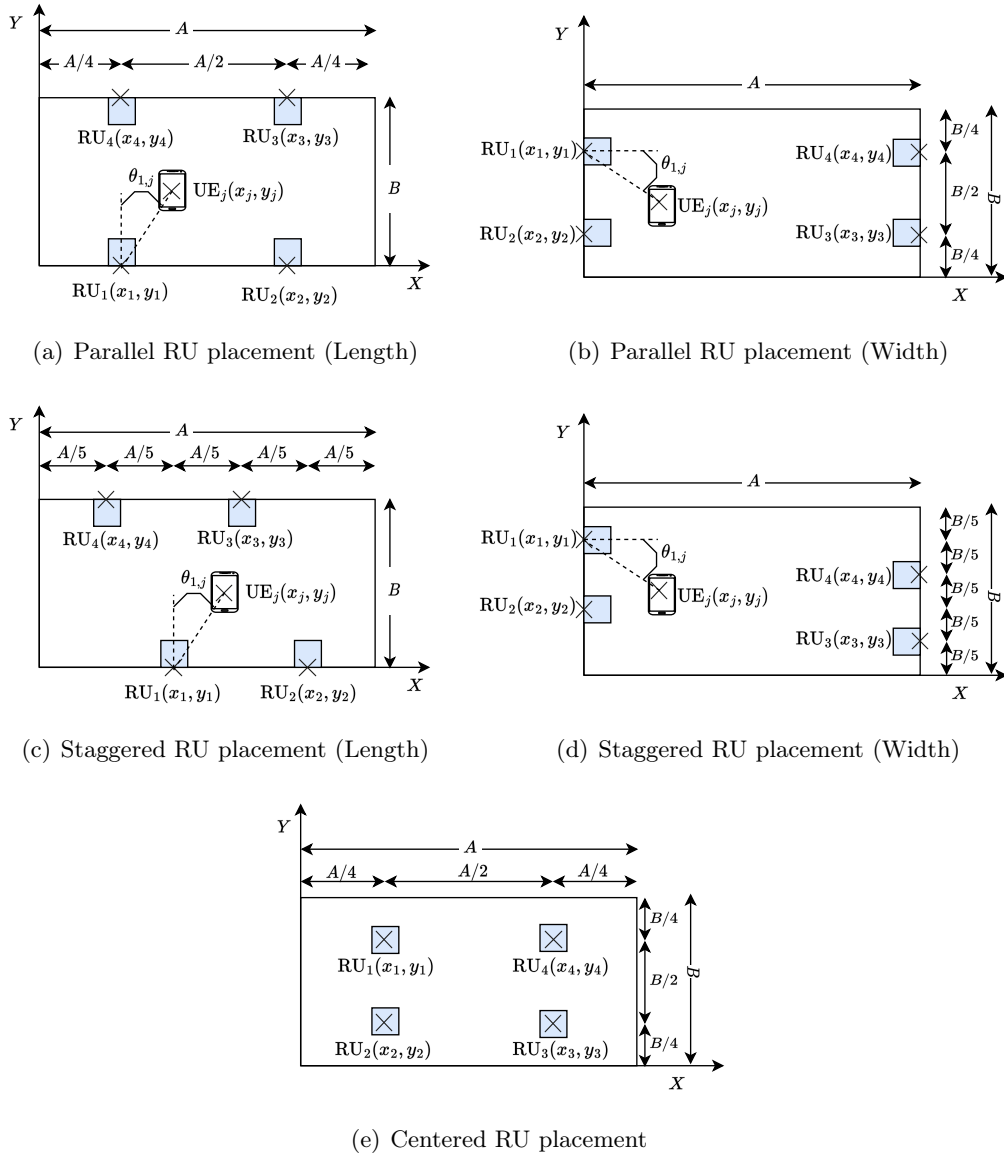 Y
A
A/4
A/2
A/4
RU₄(x₄, y₄)
RU₃(x₃, y₃)
θ₁,ⱼ
UEⱼ(xⱼ, yⱼ)
B
RU₁(x₁, y₁)
RU₂(x₂, y₂)
X
(a) Parallel RU placement (Length)
Y
A
RU₁(x₁, y₁)
θ₁,ⱼ
UEⱼ(xⱼ, yⱼ)
RU₂(x₂, y₂)
RU₄(x₄, y₄)
RU₃(x₃, y₃)
B/4
B/2
B
B/4
X
(b) Parallel RU placement (Width)
Y
A
A/5
A/5
A/5
A/5
A/5
RU₄(x₄, y₄)
RU₃(x₃, y₃)
θ₁,ⱼ
UEⱼ(xⱼ, yⱼ)
B
RU₁(x₁, y₁)
RU₂(x₂, y₂)
X
(c) Staggered RU placement (Length)
Y
A
RU₁(x₁, y₁)
θ₁,ⱼ
UEⱼ(xⱼ, yⱼ)
RU₂(x₂, y₂)
RU₄(x₄, y₄)
RU₃(x₃, y₃)
B/5
B/5
B/5
B/5
B/5
B
X
(d) Staggered RU placement (Width)
Y
A
A/4
A/2
A/4
RU₁(x₁, y₁)
RU₄(x₄, y₄)
RU₂(x₂, y₂)
RU₃(x₃, y₃)
B/4
B/2
B
B/4
X
(e) Centered RU placement